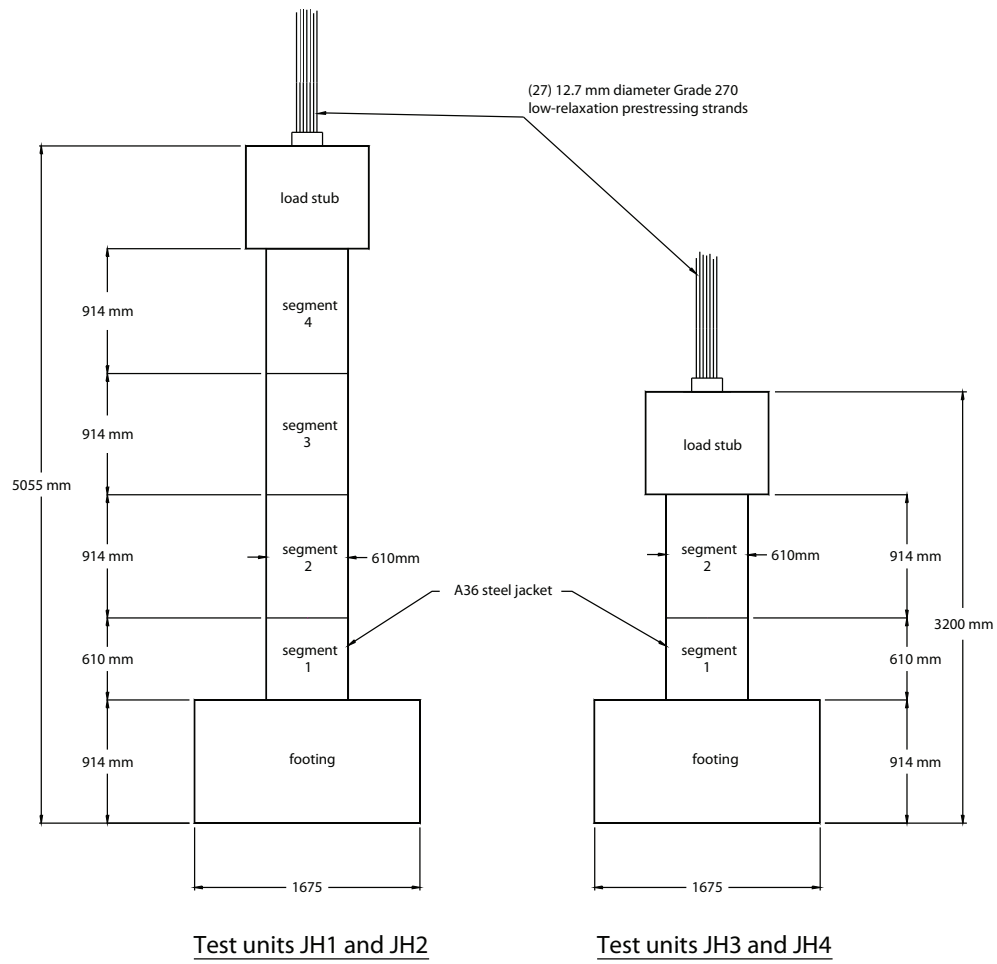 (27) 12.7 mm diameter Grade 270
low-relaxation prestressing strands
load stub
segment
4
914 mm
segment
3
914 mm
5055 mm
segment
2
914 mm
610mm
A36 steel jacket
segment
1
610 mm
footing
914 mm
1675
Test units JH1 and JH2
load stub
segment
2
610mm
914 mm
3200 mm
segment
1
610 mm
footing
914 mm
1675
Test units JH3 and JH4